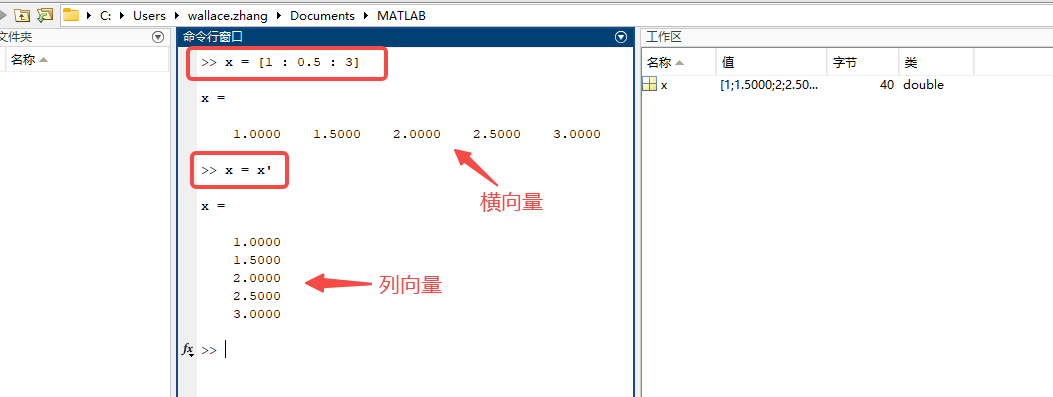 C: Users wallace.zhang Documents MATLAB
文件夹
名称
命令行窗口
>> x = [1 : 0.5 : 3]
x =
1.0000 1.5000 2.0000 2.5000 3.0000
横向量
>> x = x'
x =
1.0000
1.5000
2.0000
2.5000
3.0000
列向量
fx >>
工作区
名称 值 字节 类
x [1;1.5000;2;2.50... 40 double